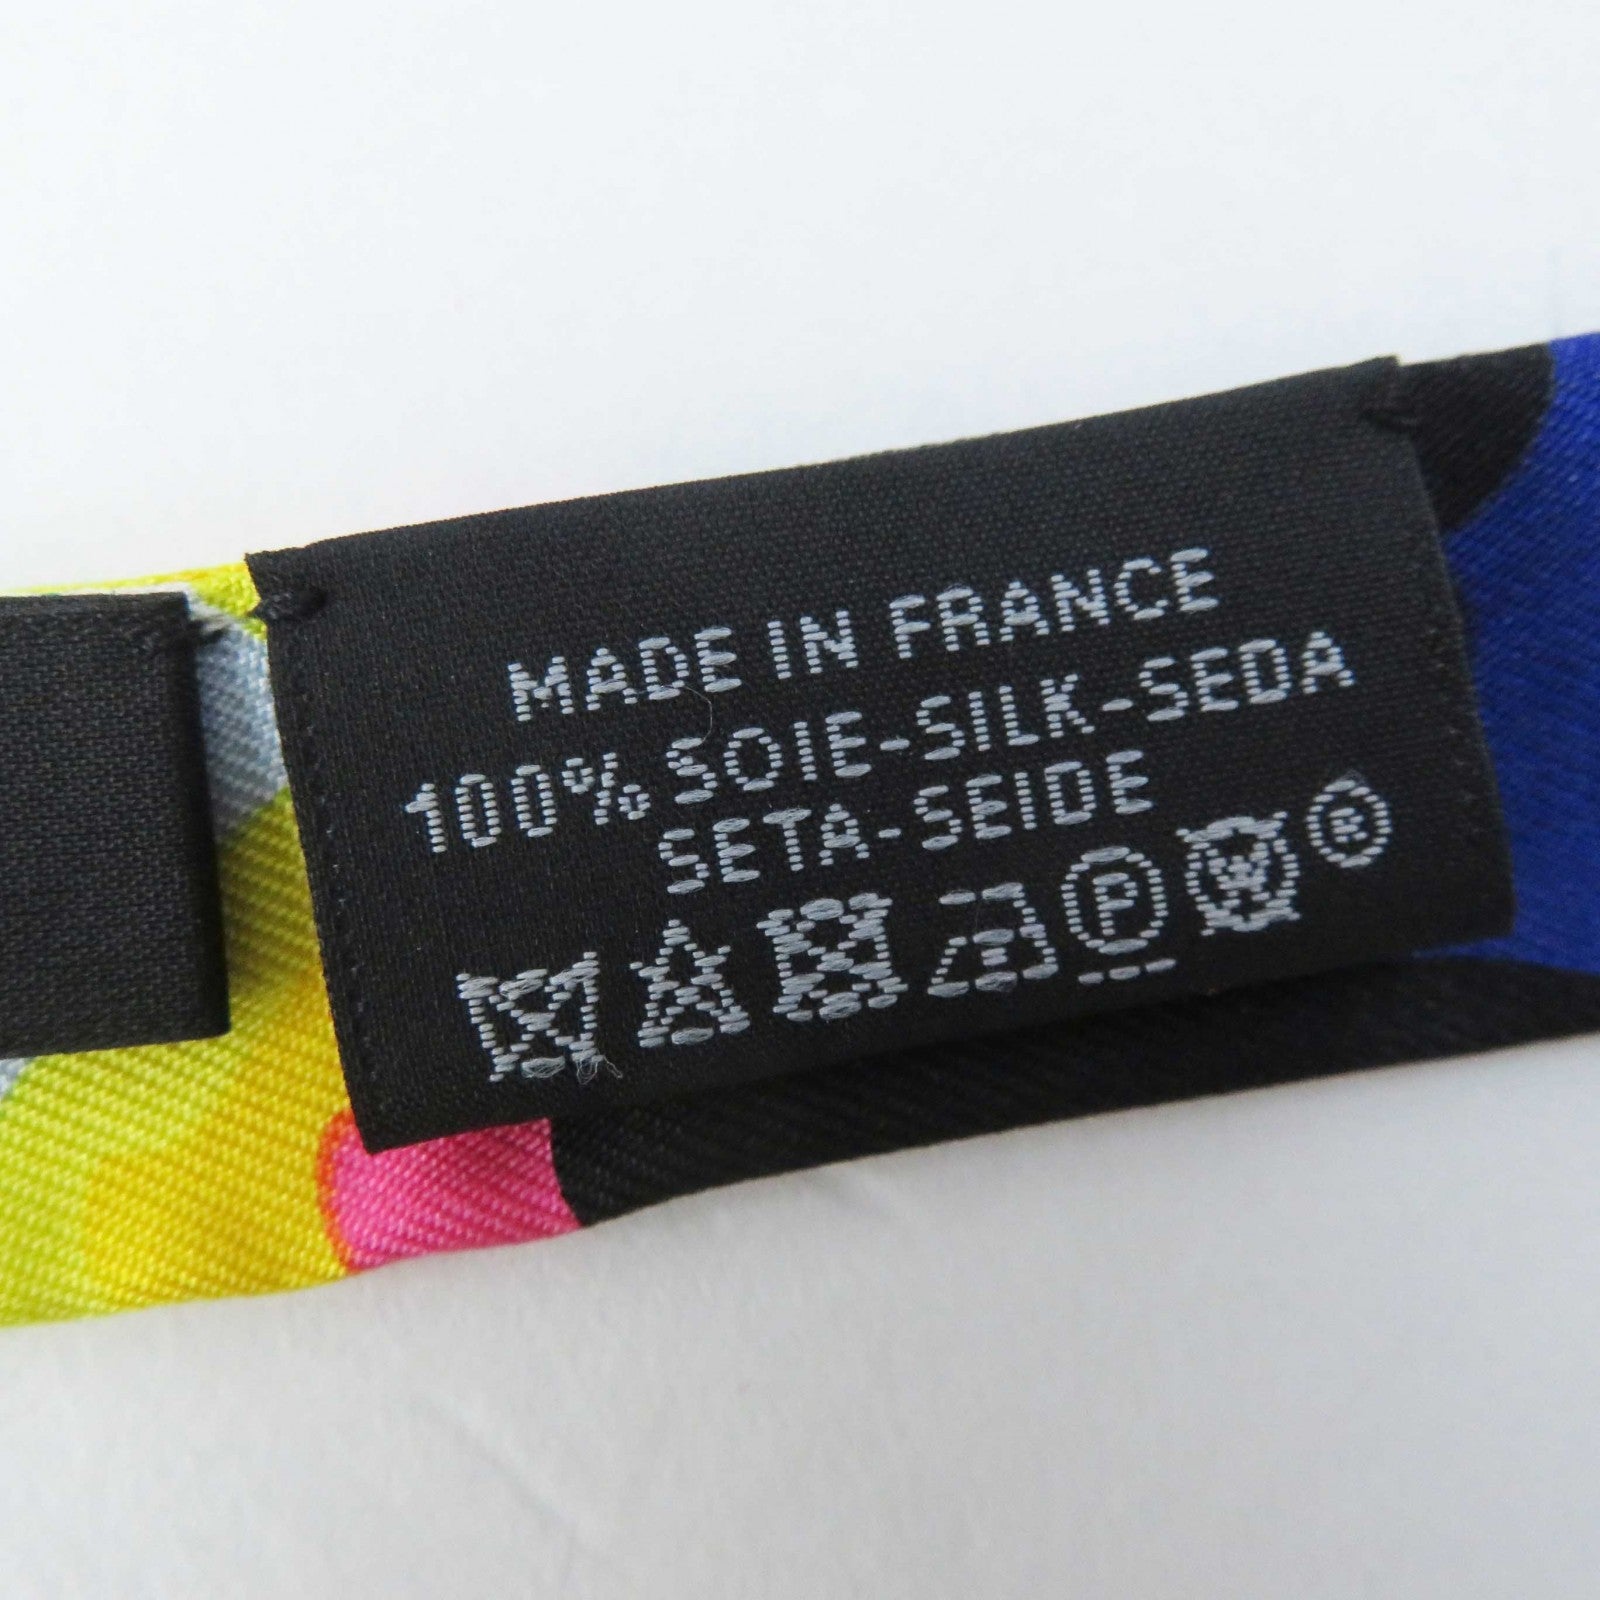 MADE IN FRANCE
100% SOIE-SILK-SEDA
SETA-SEIDE
P W ®